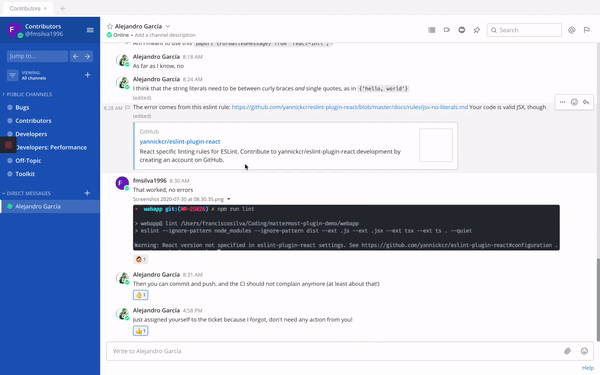 Contributors
Contributors
@fmsilva1996
Jump to...
VIEWING:
All channels
PUBLIC CHANNELS
Bugs
Contributors
Developers
Developers: Performance
Off-Topic
Toolkit
DIRECT MESSAGES
Alejandro García
Alejandro García
Online
Add a channel description
Search
Alejandro García 8:18 AM
As far as I know, no
Alejandro García 8:24 AM
I think that the string literals need to be between curly braces and single quotes, as in {'hello, world'}
(edited)
8:28 AM The error comes from this eslint rule: https://github.com/yannickcr/eslint-plugin-react/blob/master/docs/rules/jsx-no-literals.md Your code is valid JSX, though
(edited)
GitHub
yannickcr/eslint-plugin-react
React specific linting rules for ESLint. Contribute to yannickcr/eslint-plugin-react development by
creating an account on GitHub.
fmsilva1996 8:30 AM
That worked, no errors
Screenshot 2020-07-30 at 08.30.35.png
webapp git:(MM-25826) ✗ npm run lint
> webapp@ lint /Users/franciscosilva/Coding/mattermost-plugin-demo/webapp
> eslint --ignore-pattern node_modules --ignore-pattern dist --ext .js --ext .jsx --ext tsx --ext ts . --quiet
Warning: React version not specified in eslint-plugin-react settings. See https://github.com/yannickcr/eslint-plugin-react#configuration .
1
Alejandro García 8:31 AM
Then you can commit and push, and the CI should not complain anymore (at least about that!)
1
Alejandro García 4:58 PM
Just assigned yourself to the ticket because I forgot, don't need any action from you!
1
Write to Alejandro García
Help